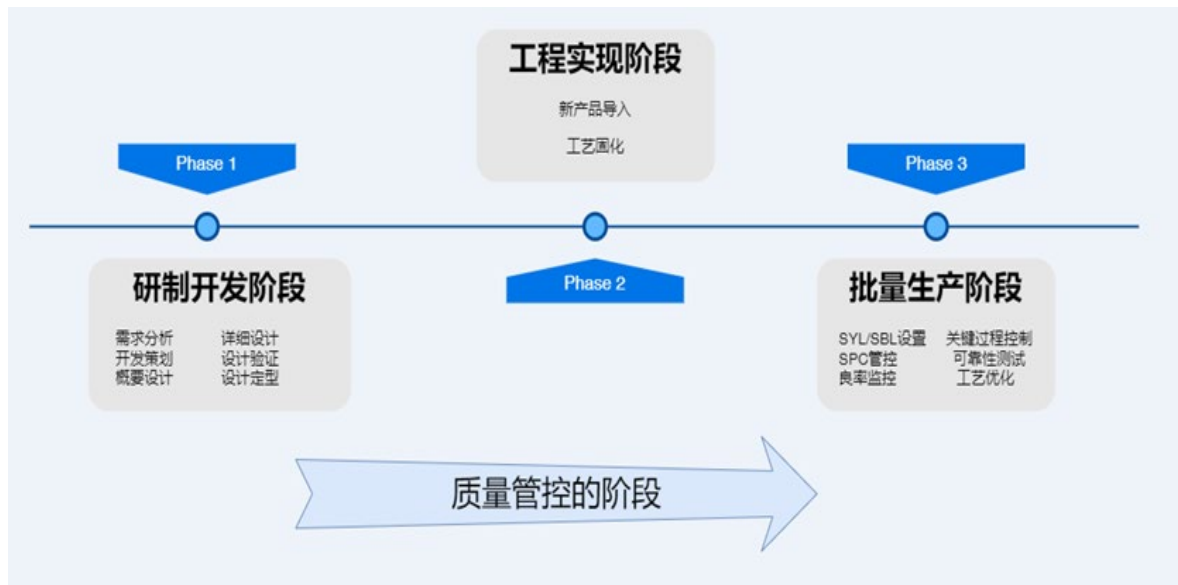 工程实现阶段
新产品导入
工艺固化
Phase 1
Phase 3
Phase 2
研制开发阶段
需求分析 详细设计
开发策划 设计验证
概要设计 设计定型
批量生产阶段
SYL/SBL设置 关键过程控制
SPC管控 可靠性测试
良率监控 工艺优化
质量管控的阶段